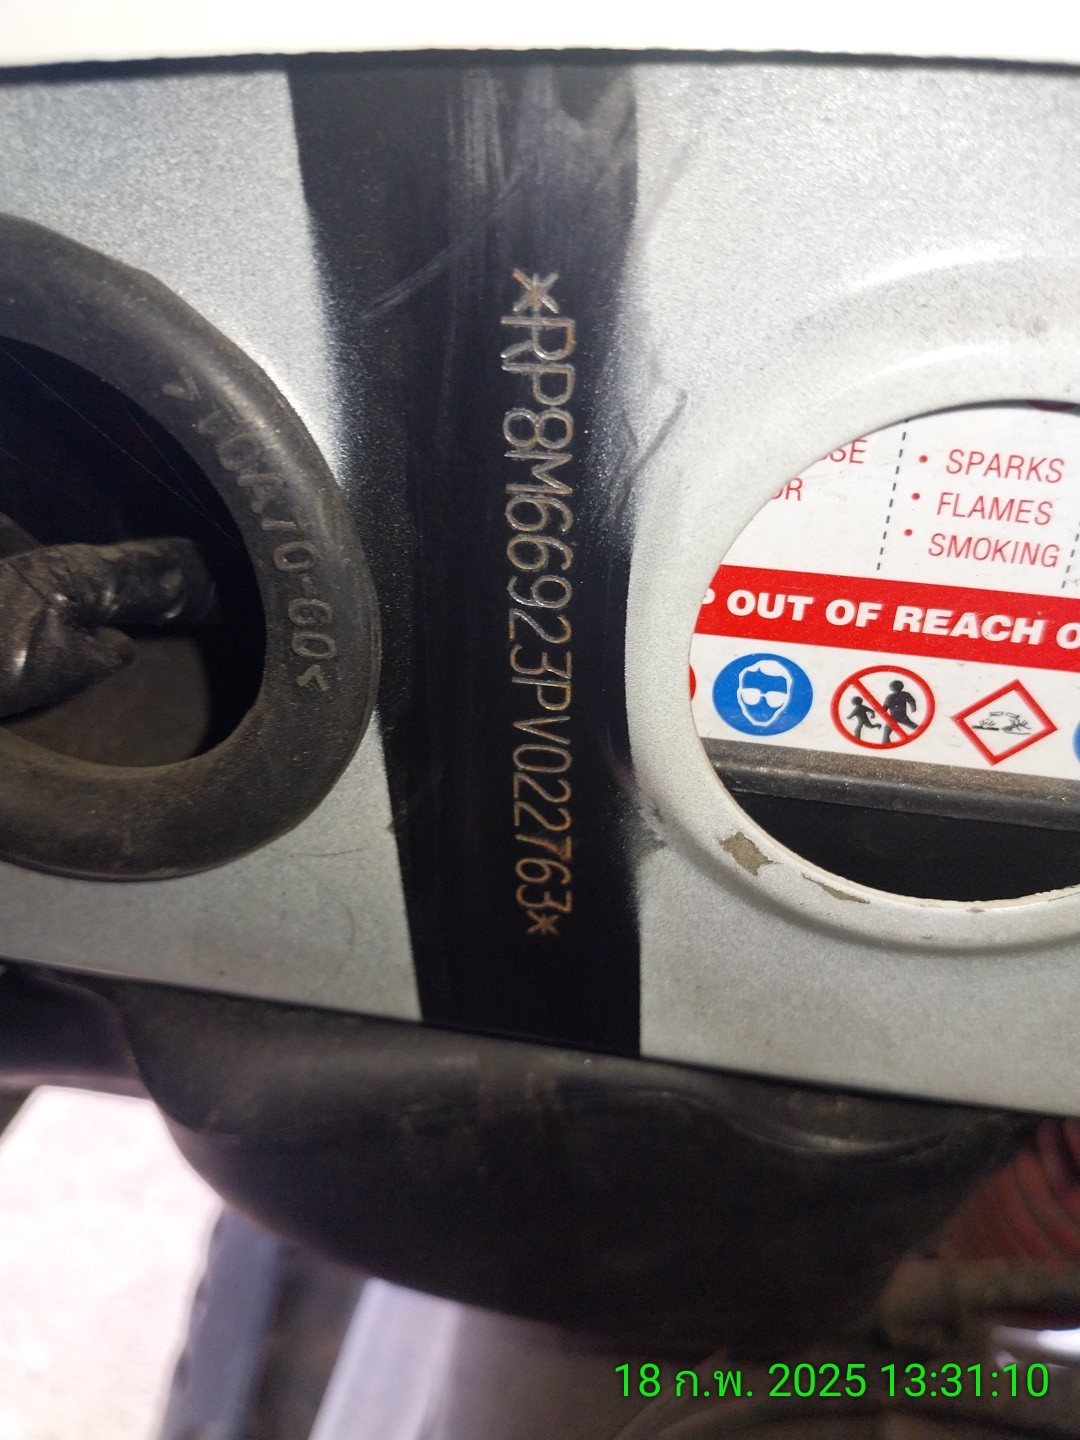 *RP8M66923PV022763*
• SPARKS
• FLAMES
• SMOKING
OUT OF REACH
18 ก.พ. 2025 13:31:10